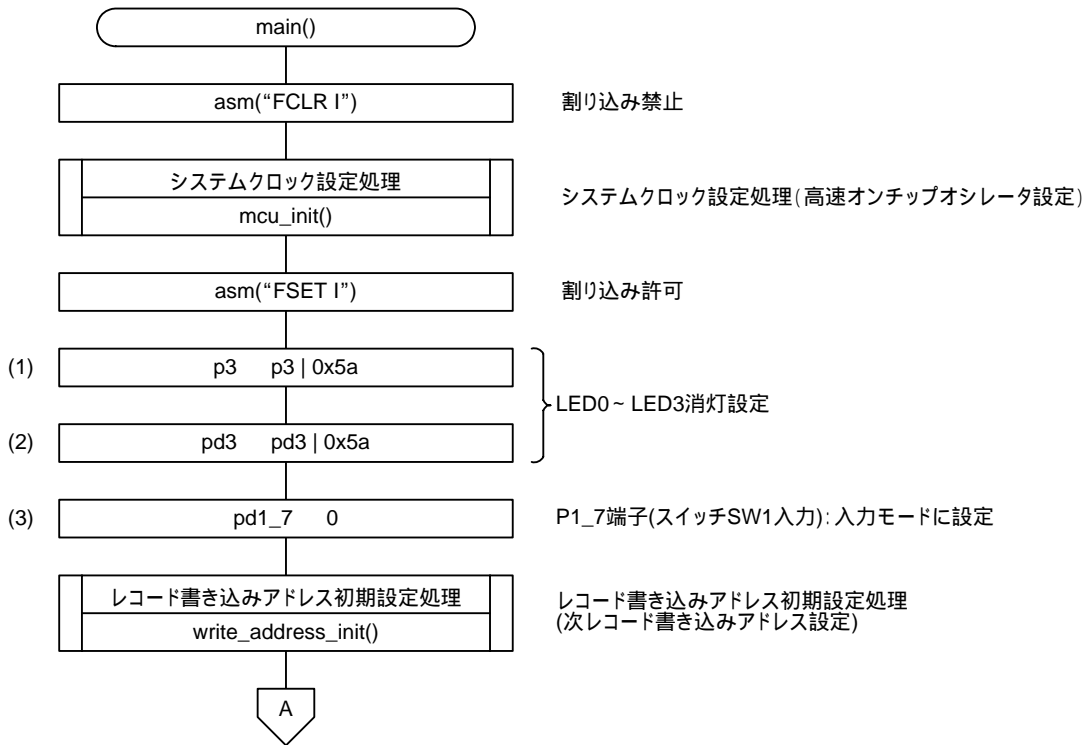 main()
asm(“FCLR I”) 割り込み禁止
システムクロック設定処理
mcu_init()
システムクロック設定処理(高速オンチップオシレータ設定)
asm(“FSET I”) 割り込み許可
(1) p3 p3 | 0x5a
LED0~LED3消灯設定
(2) pd3 pd3 | 0x5a
(3) pd1_7 0 P1_7端子(スイッチSW1入力):入力モードに設定
レコード書き込みアドレス初期設定処理
write_address_init()
レコード書き込みアドレス初期設定処理
(次レコード書き込みアドレス設定)
A